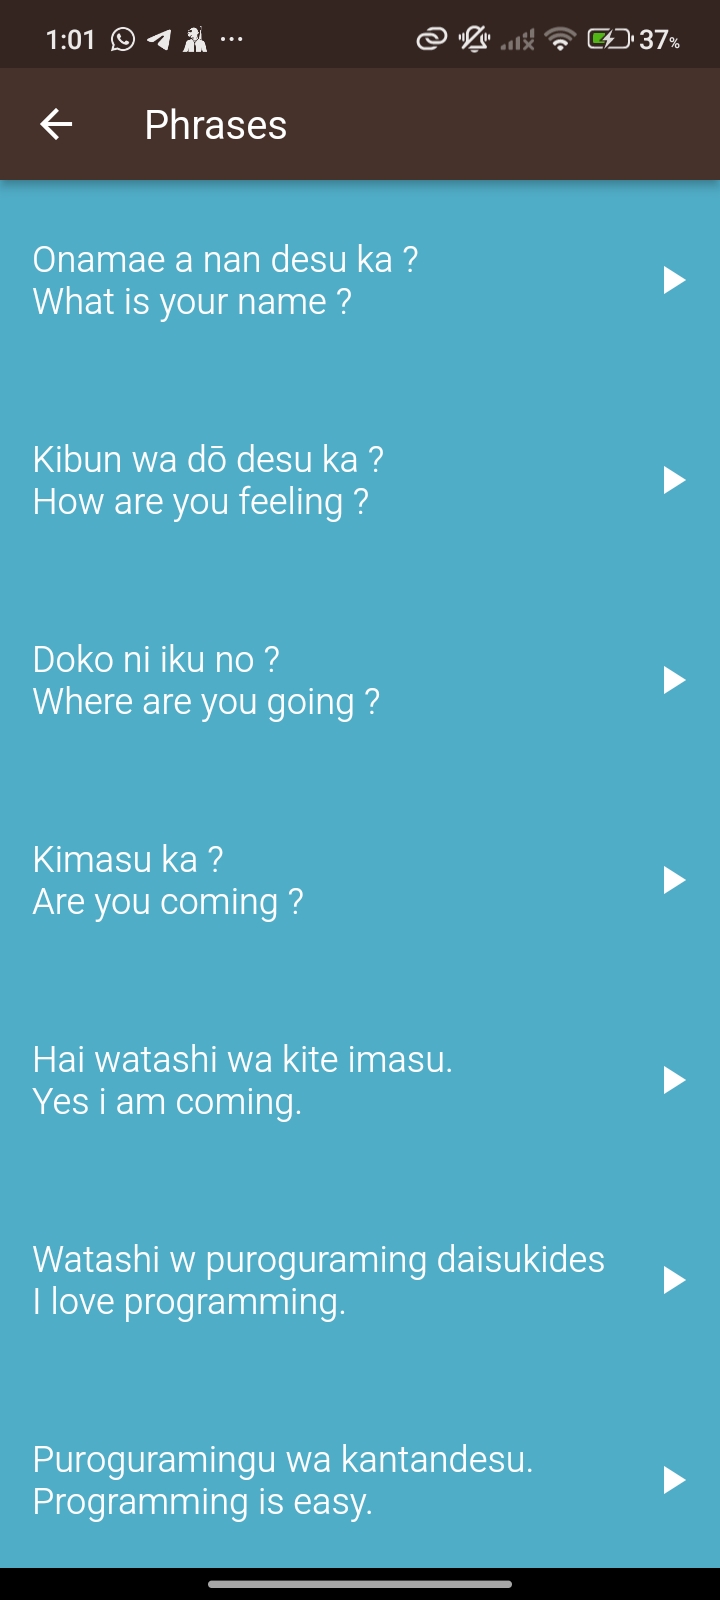 1:01 37%
Phrases
Onamae a nan desu ka ?
What is your name ?
Kibun wa dō desu ka ?
How are you feeling ?
Doko ni iku no ?
Where are you going ?
Kimasu ka ?
Are you coming ?
Hai watashi wa kite imasu.
Yes i am coming.
Watashi w puroguraming daisukides
I love programming.
Puroguramingu wa kantandesu.
Programming is easy.